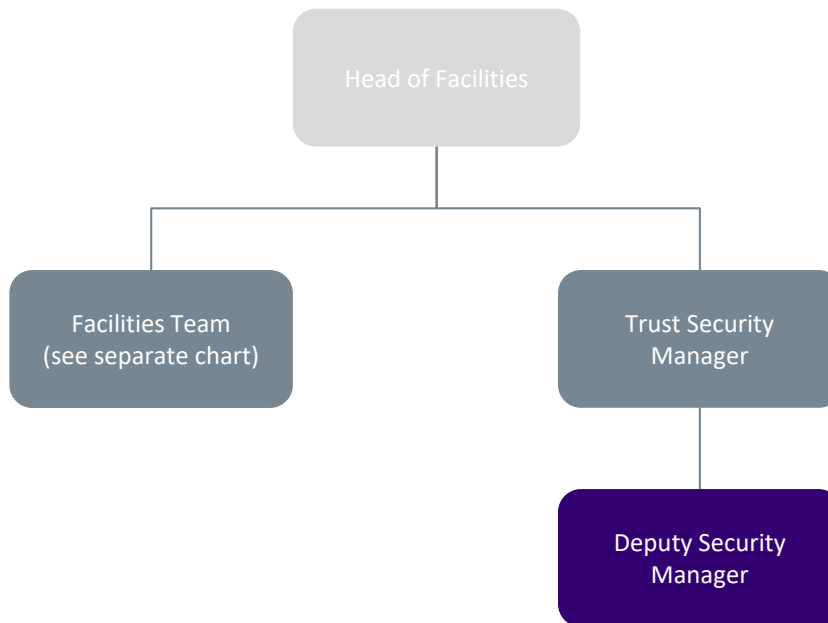 Head of Facilities
Facilities Team
(see separate chart)
Trust Security
Manager
Deputy Security
Manager